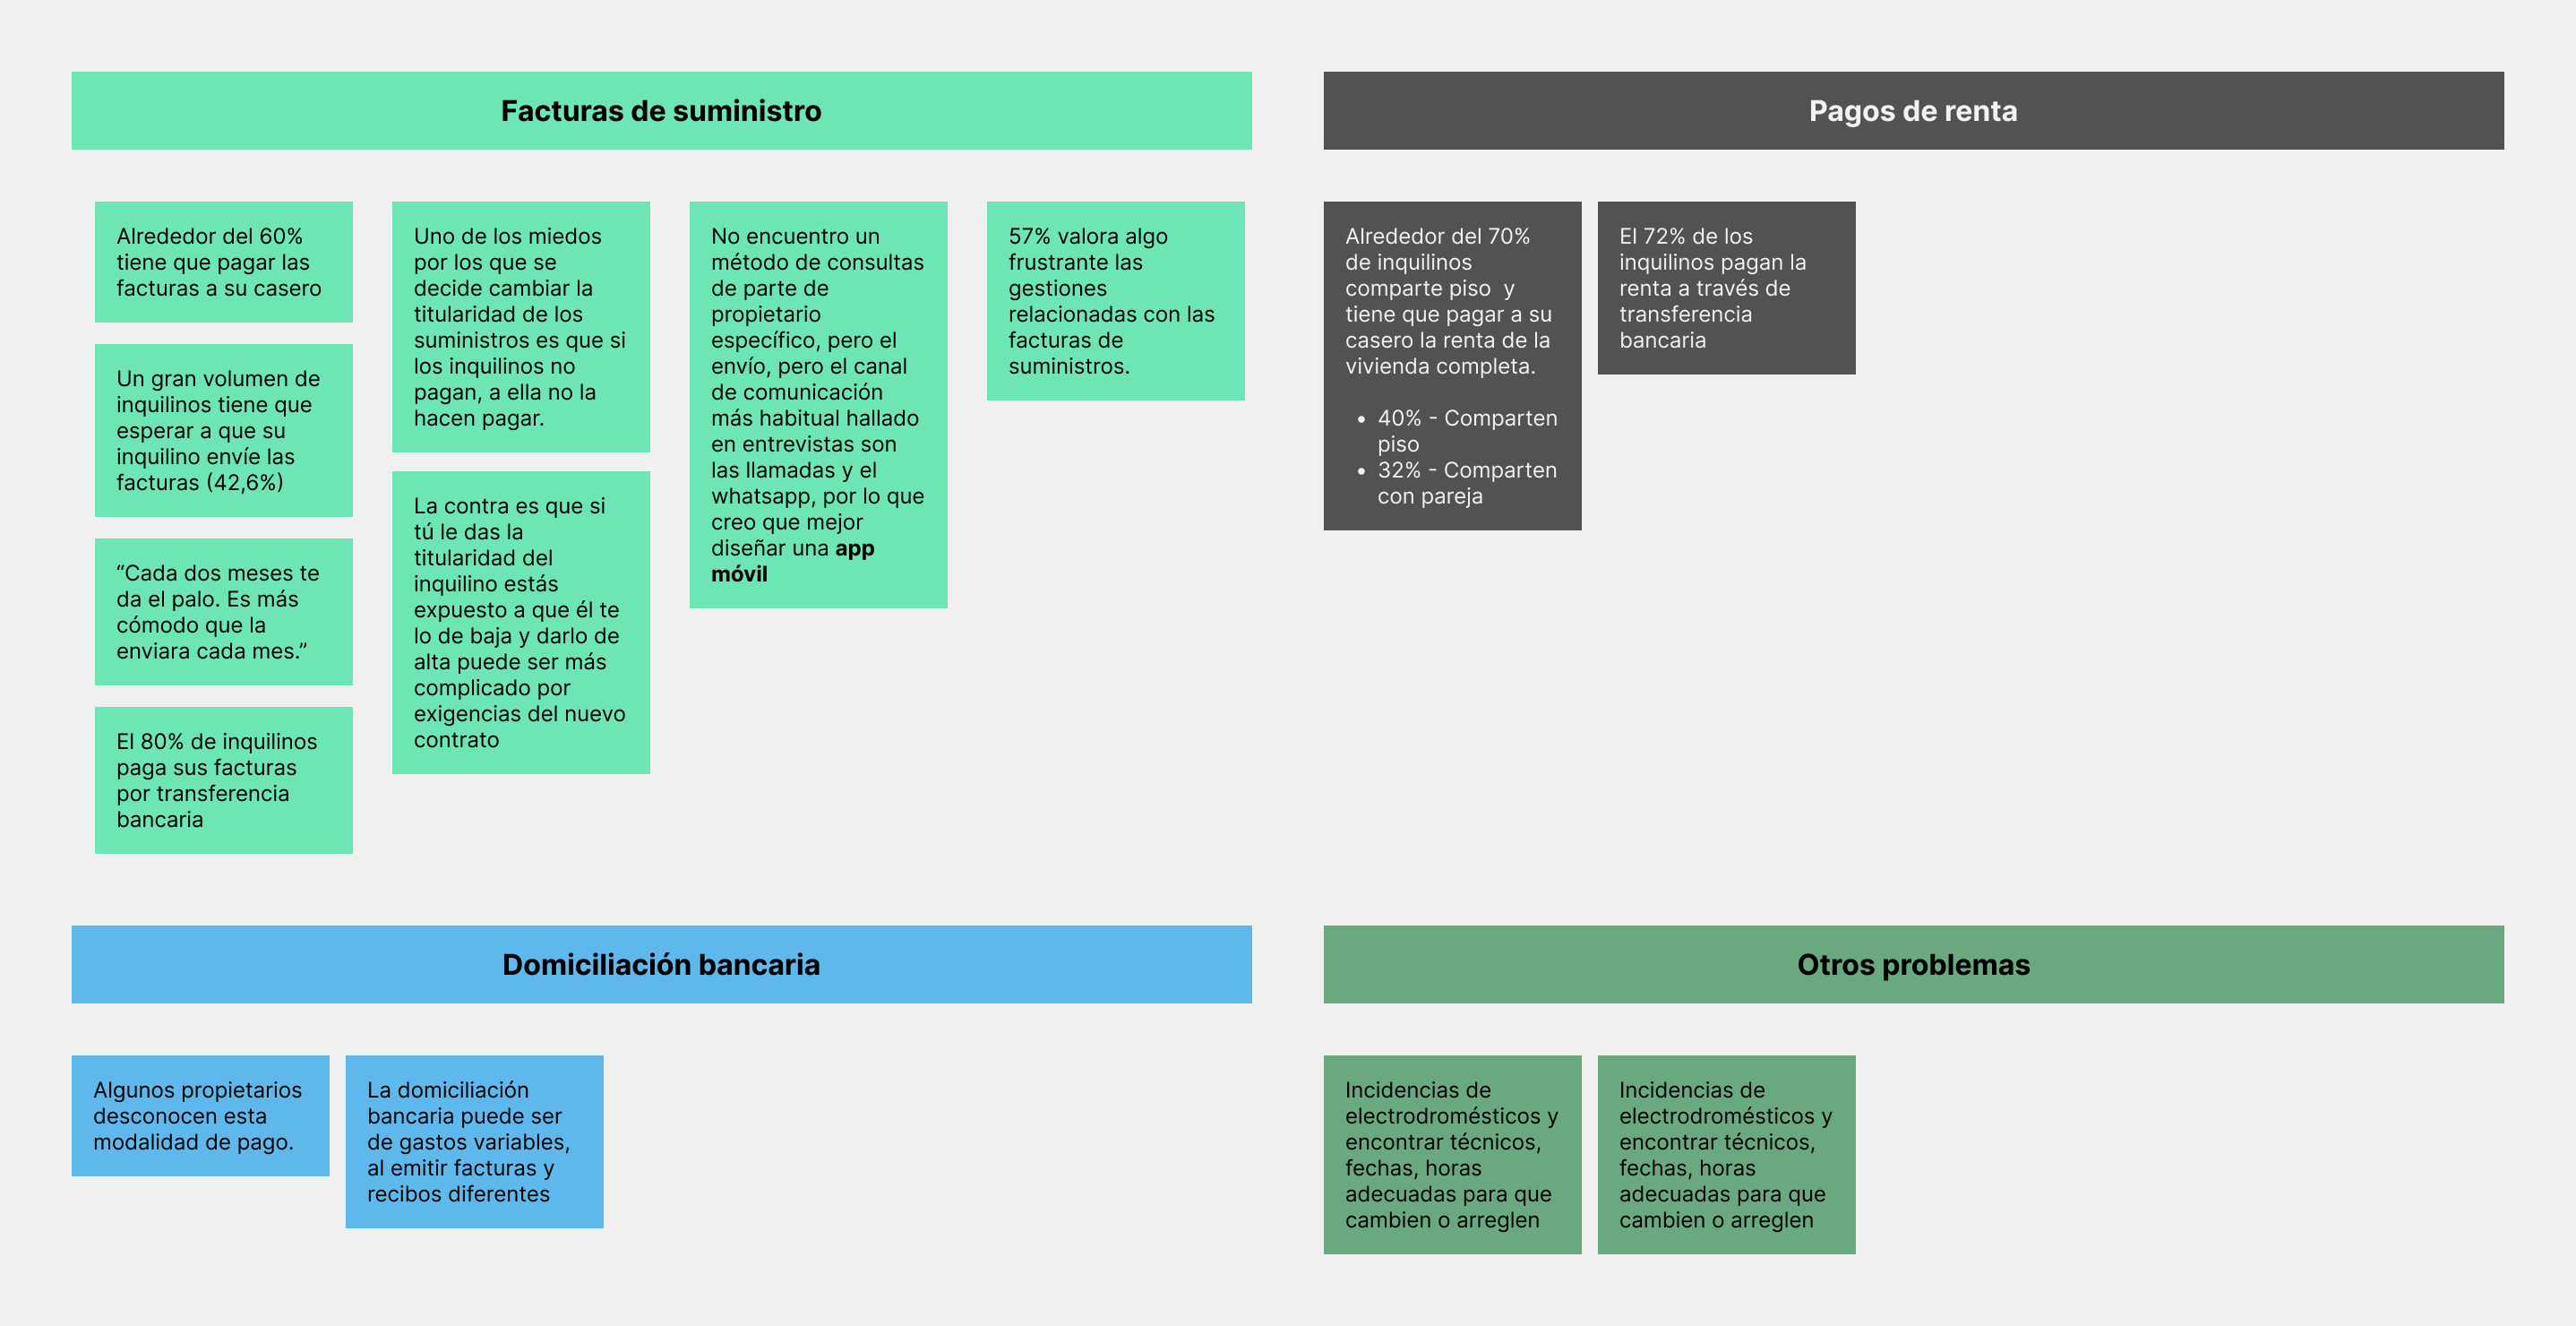 Facturas de suministro
Alrededor del 60%
tiene que pagar las
facturas a su casero
Un gran volumen de
inquilinos tiene que
esperar a que su
inquilino envíe las
facturas (42,6%)
“Cada dos meses te
da el palo. Es más
cómodo que la
enviara cada mes.”
El 80% de inquilinos
paga sus facturas
por transferencia
bancaria
Uno de los miedos
por los que se
decide cambiar la
titularidad de los
suministros es que si
los inquilinos no
pagan, a ella no la
hacen pagar.
La contra es que si
tú le das la
titularidad del
inquilino estás
expuesto a que él te
lo de baja y darlo de
alta puede ser más
complicado por
exigencias del nuevo
contrato
No encuentro un
método de consultas
de parte de
propietario
específico, pero el
envío, pero el canal
de comunicación
más habitual hallado
en entrevistas son
las llamadas y el
whatsapp, por lo que
creo que mejor
diseñar una app
móvil
57% valora algo
frustrante las
gestiones
relacionadas con las
facturas de
suministros.
Pagos de renta
Alrededor del 70%
de inquilinos
comparte piso  y
tiene que pagar a su
casero la renta de la
vivienda completa.
• 40% - Comparten
piso
• 32% - Comparten
con pareja
El 72% de los
inquilinos pagan la
renta a través de
transferencia
bancaria
Domiciliación bancaria
Algunos propietarios
desconocen esta
modalidad de pago.
La domiciliación
bancaria puede ser
de gastos variables,
al emitir facturas y
recibos diferentes
Otros problemas
Incidencias de
electrodromésticos y
encontrar técnicos,
fechas, horas
adecuadas para que
cambien o arreglen
Incidencias de
electrodromésticos y
encontrar técnicos,
fechas, horas
adecuadas para que
cambien o arreglen